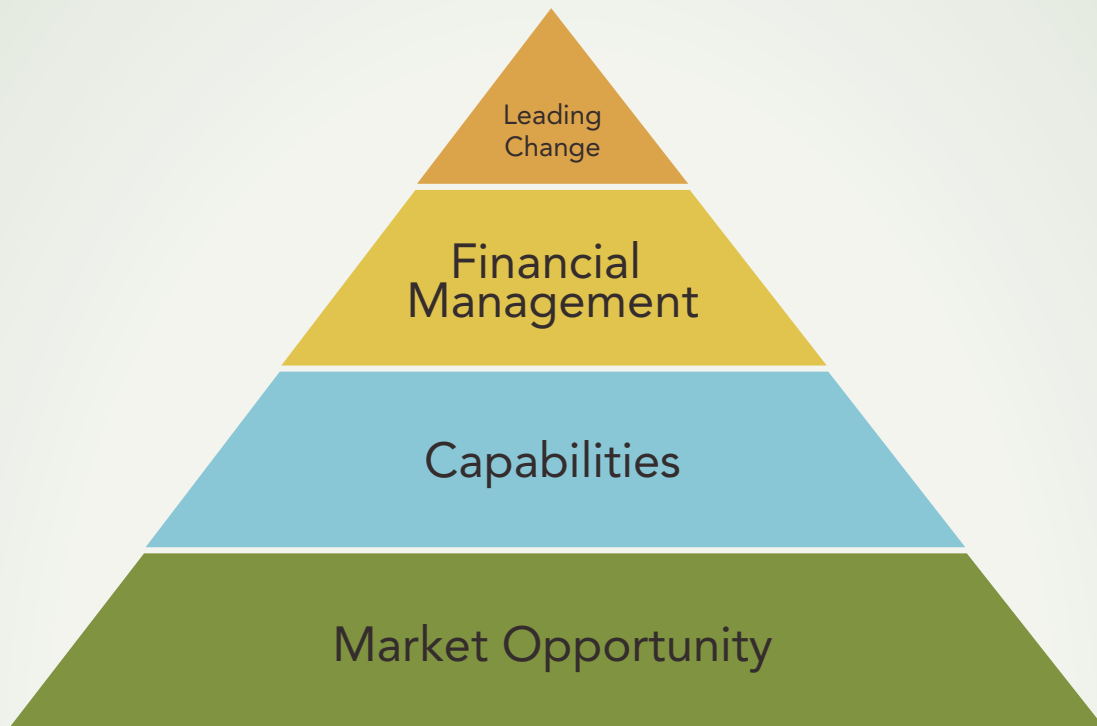 Leading
Change
Financial
Management
Capabilities
Market Opportunity